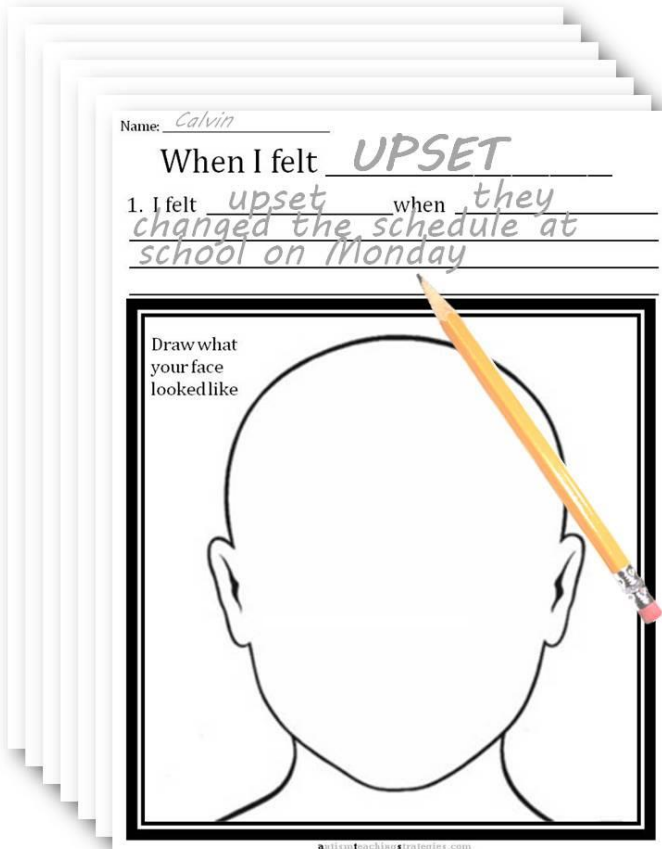 Name: Calvin
When I felt UPSET
1. I felt upset when they
changed the schedule at
school on Monday
Draw what
your face
looked like
autismteachingstrategies.com